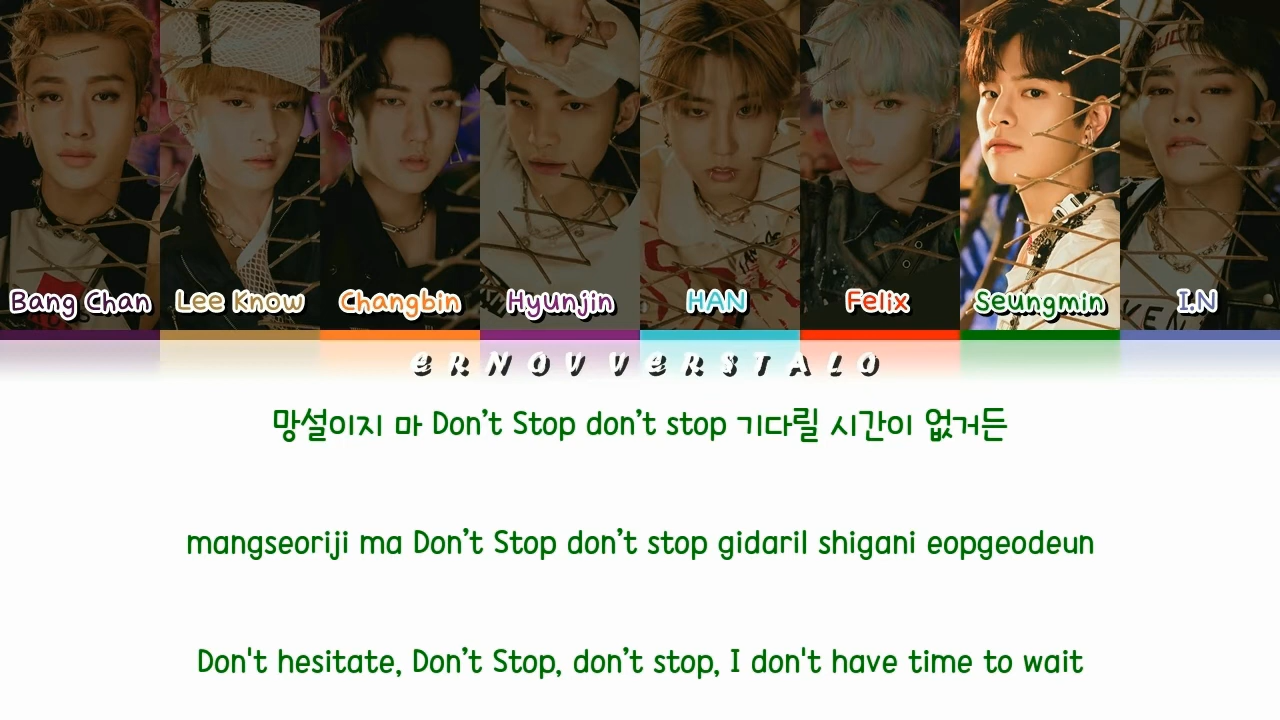 Bang Chan Lee Know Changbin Hyunjin HAN Felix Seungmin I.N
ERNOV VERSTALO
망설이지 마 Don’t Stop don’t stop 기다릴 시간이 없거든
mangseoriji ma Don’t Stop don’t stop gidaril shigani eopgeodeun
Don't hesitate, Don’t Stop, don’t stop, I don't have time to wait